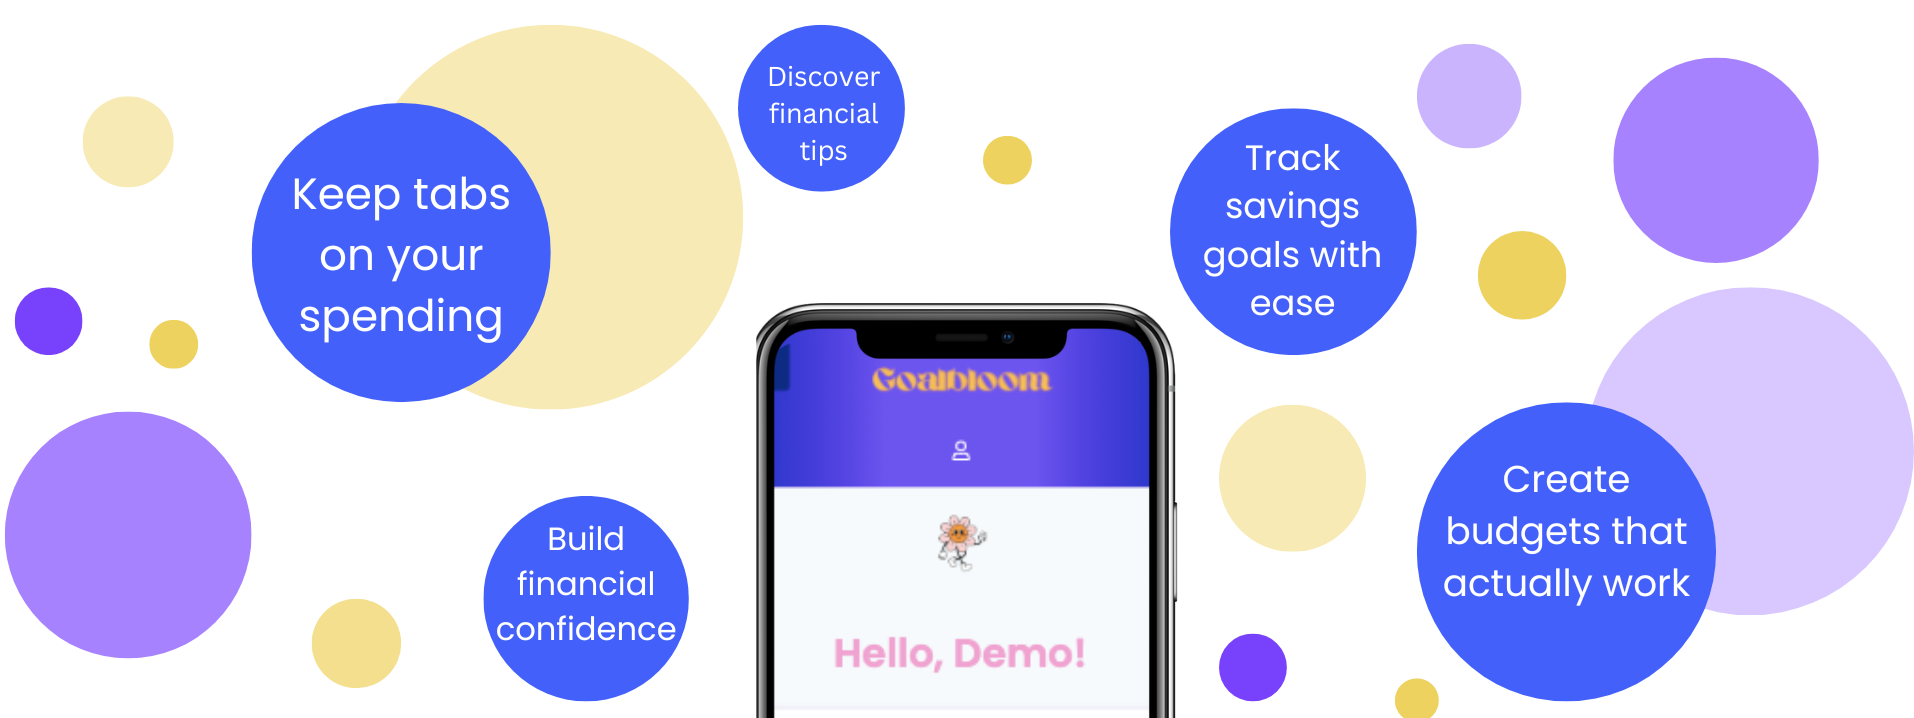 Discover
financial
tips
Keep tabs
on your
spending
Track
savings
goals with
ease
Goalbloom
Create
budgets that
actually work
Build
financial
confidence
Hello, Demo!